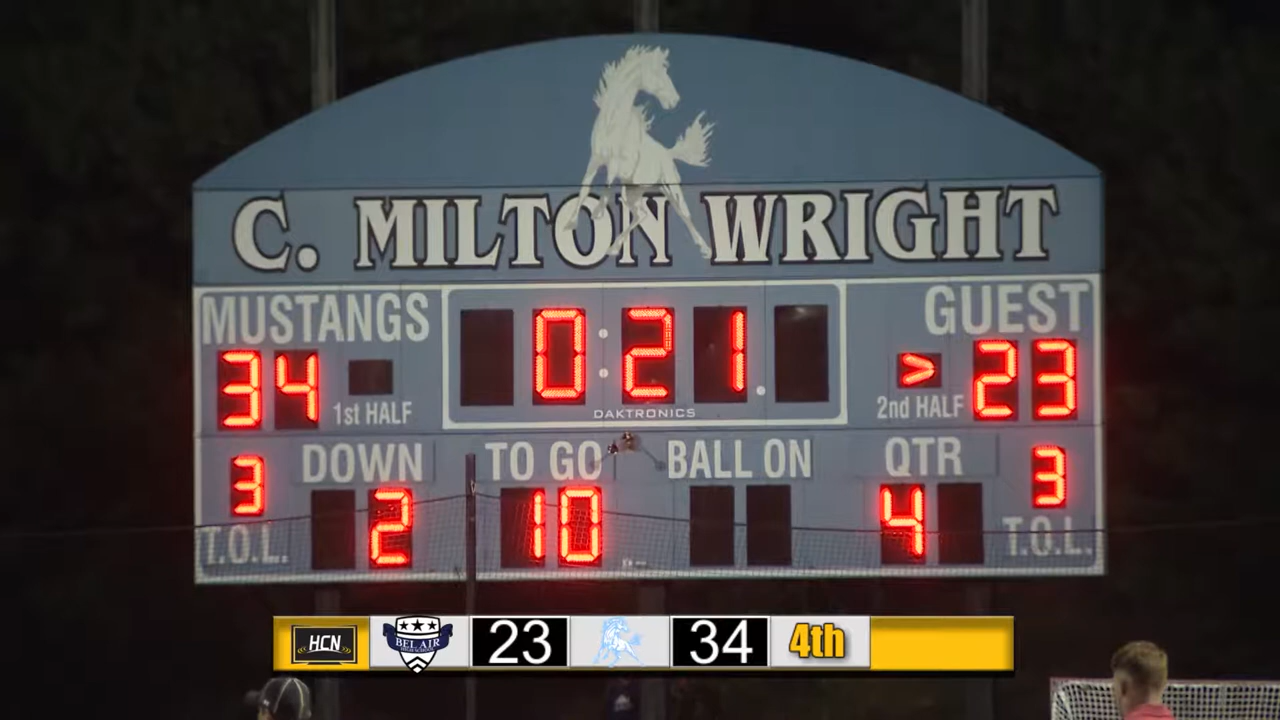 C. MILTON WRIGHT
MUSTANGS
GUEST
34
0:21.
> 23
1st HALF
DAKTRONICS
2nd HALF
DOWN
TO GO
BALL ON
QTR
3
2
10
4
3
T.O.L.
T.O.L.
HCN
BEL AIR
23
34
4th